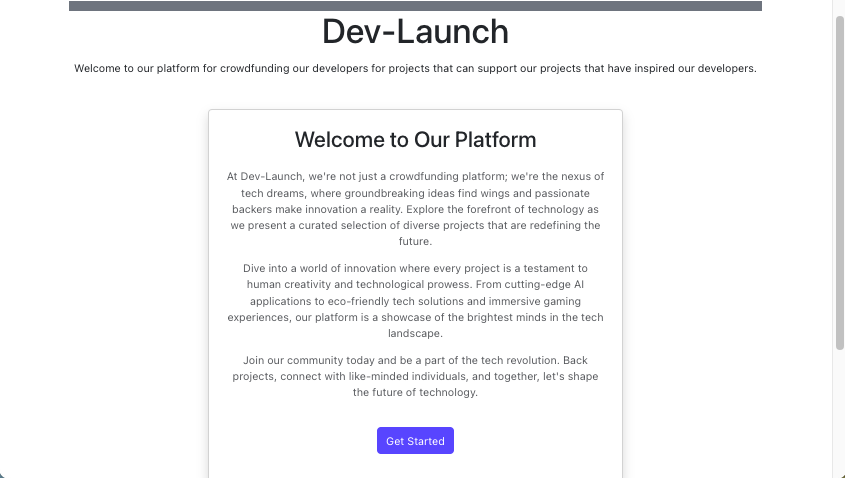 Dev-Launch
Welcome to our platform for crowdfunding our developers for projects that can support our projects that have inspired our developers.
Welcome to Our Platform
At Dev-Launch, we're not just a crowdfunding platform; we're the nexus of
tech dreams, where groundbreaking ideas find wings and passionate
backers make innovation a reality. Explore the forefront of technology as
we present a curated selection of diverse projects that are redefining the
future.
Dive into a world of innovation where every project is a testament to
human creativity and technological prowess. From cutting-edge AI
applications to eco-friendly tech solutions and immersive gaming
experiences, our platform is a showcase of the brightest minds in the tech
landscape.
Join our community today and be a part of the tech revolution. Back
projects, connect with like-minded individuals, and together, let's shape
the future of technology.
Get Started